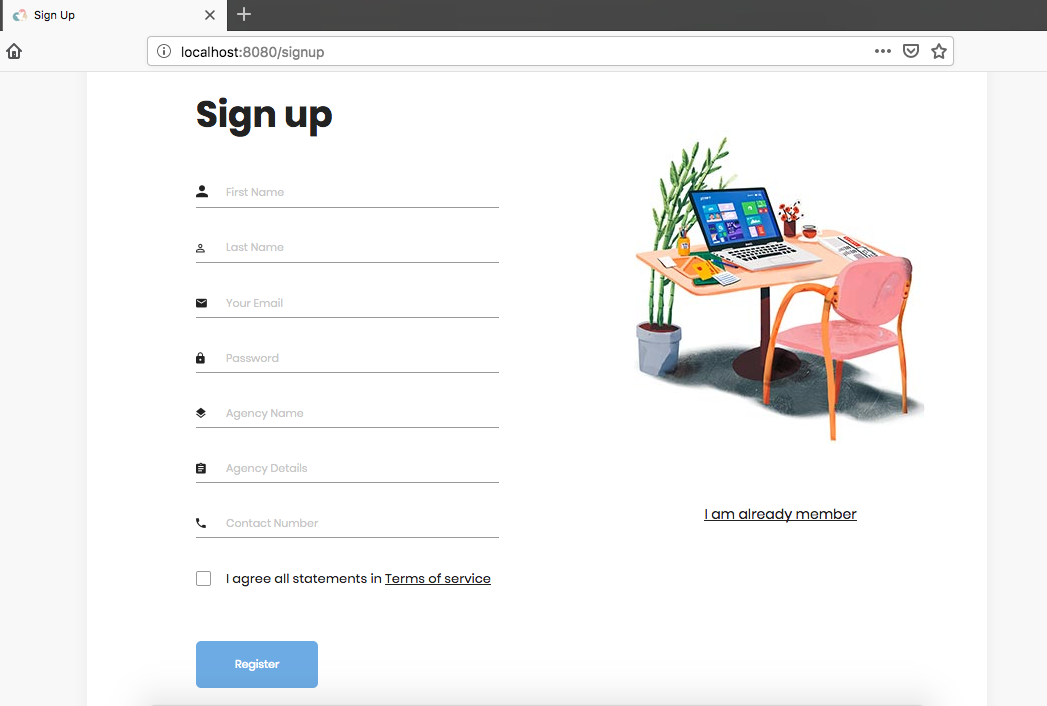 Sign Up
localhost:8080/signup
Sign up
First Name
Last Name
Your Email
Password
Agency Name
Agency Details
Contact Number
I agree all statements in Terms of service
Register
I am already member